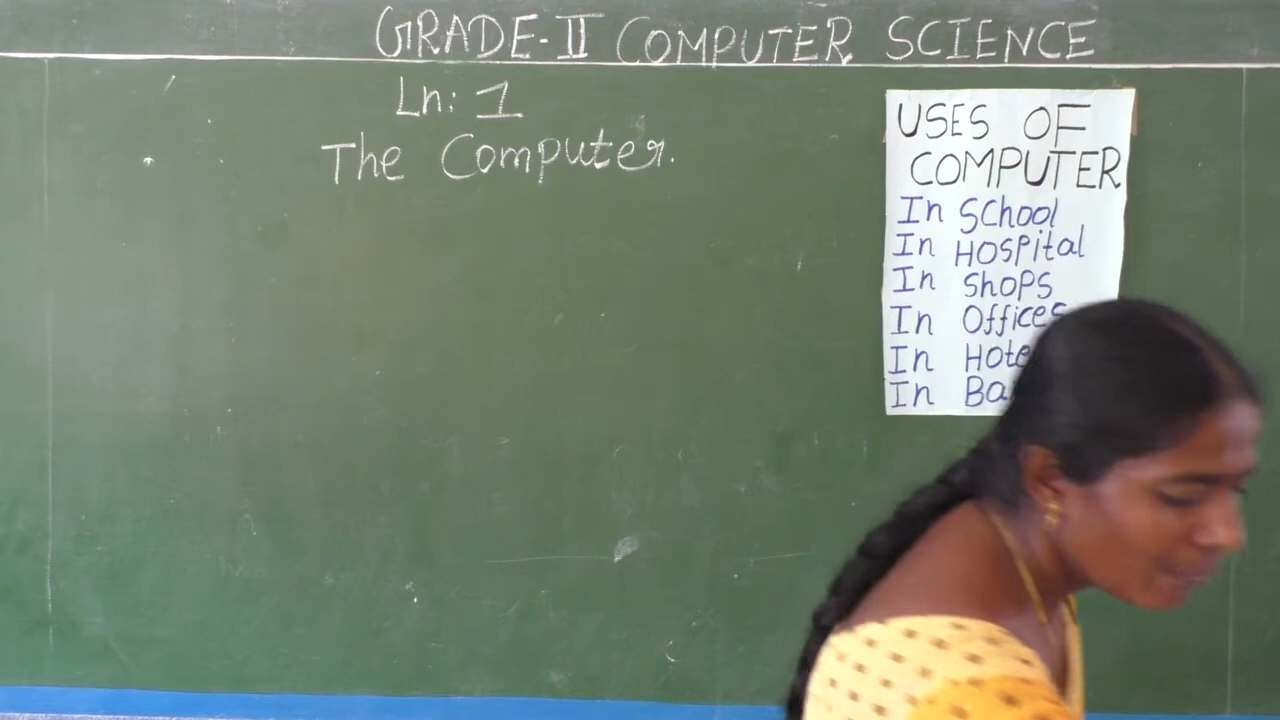 GRADE-II COMPUTER SCIENCE
Ln: 1
The Computer.
USES OF
COMPUTER
In School
In Hospital
In Shops
In Offices
In
In